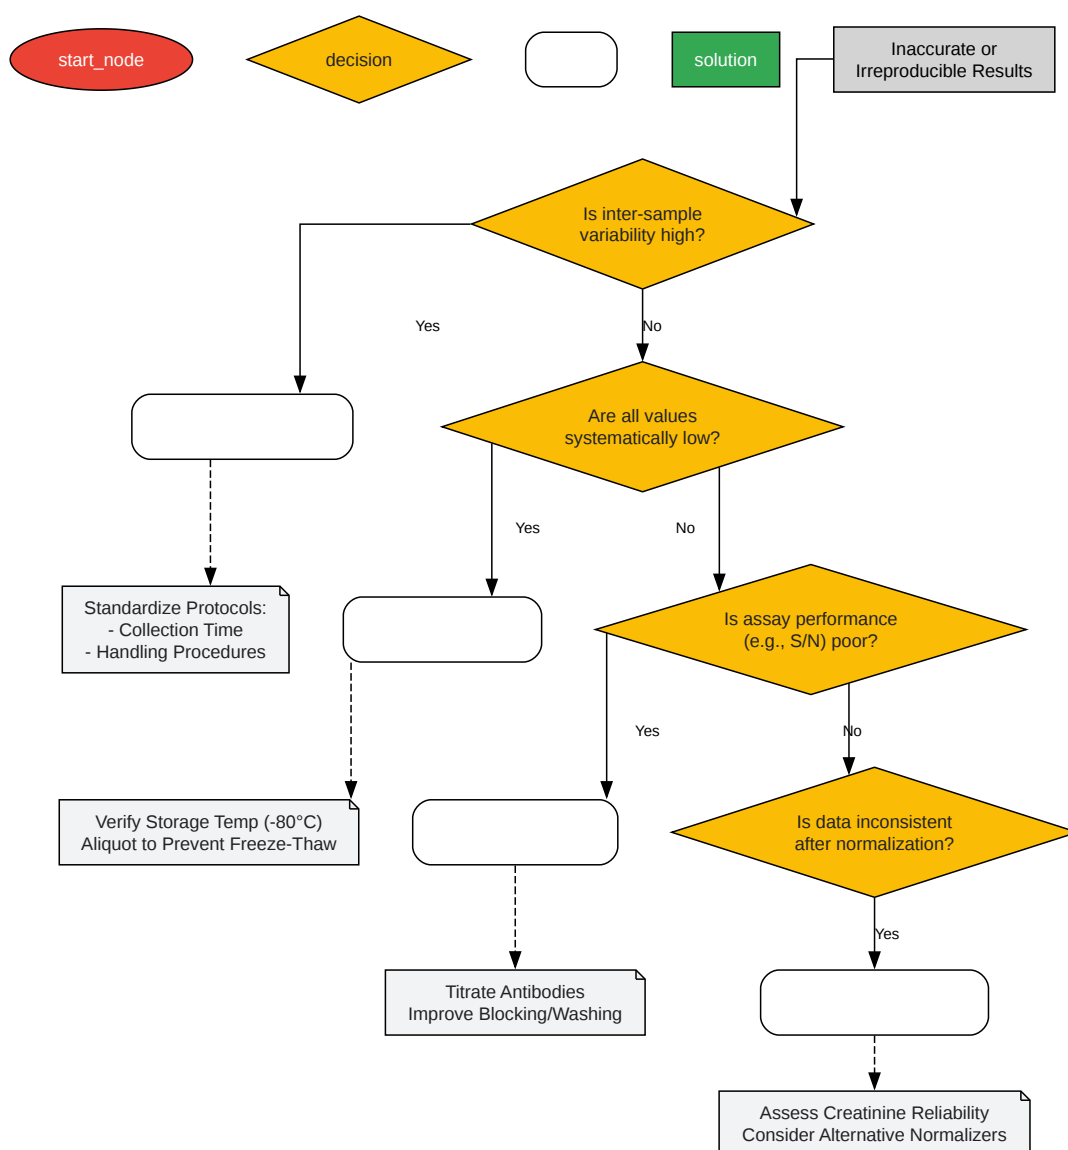 start_node
decision
solution
Inaccurate or
Irreproducible Results
Is inter-sample
variability high?
Yes
No
Are all values
systematically low?
Yes
No
Standardize Protocols:
- Collection Time
- Handling Procedures
Is assay performance
(e.g., S/N) poor?
Yes
No
Verify Storage Temp (-80°C)
Aliquot to Prevent Freeze-Thaw
Is data inconsistent
after normalization?
Yes
Titrate Antibodies
Improve Blocking/Washing
Assess Creatinine Reliability
Consider Alternative Normalizers